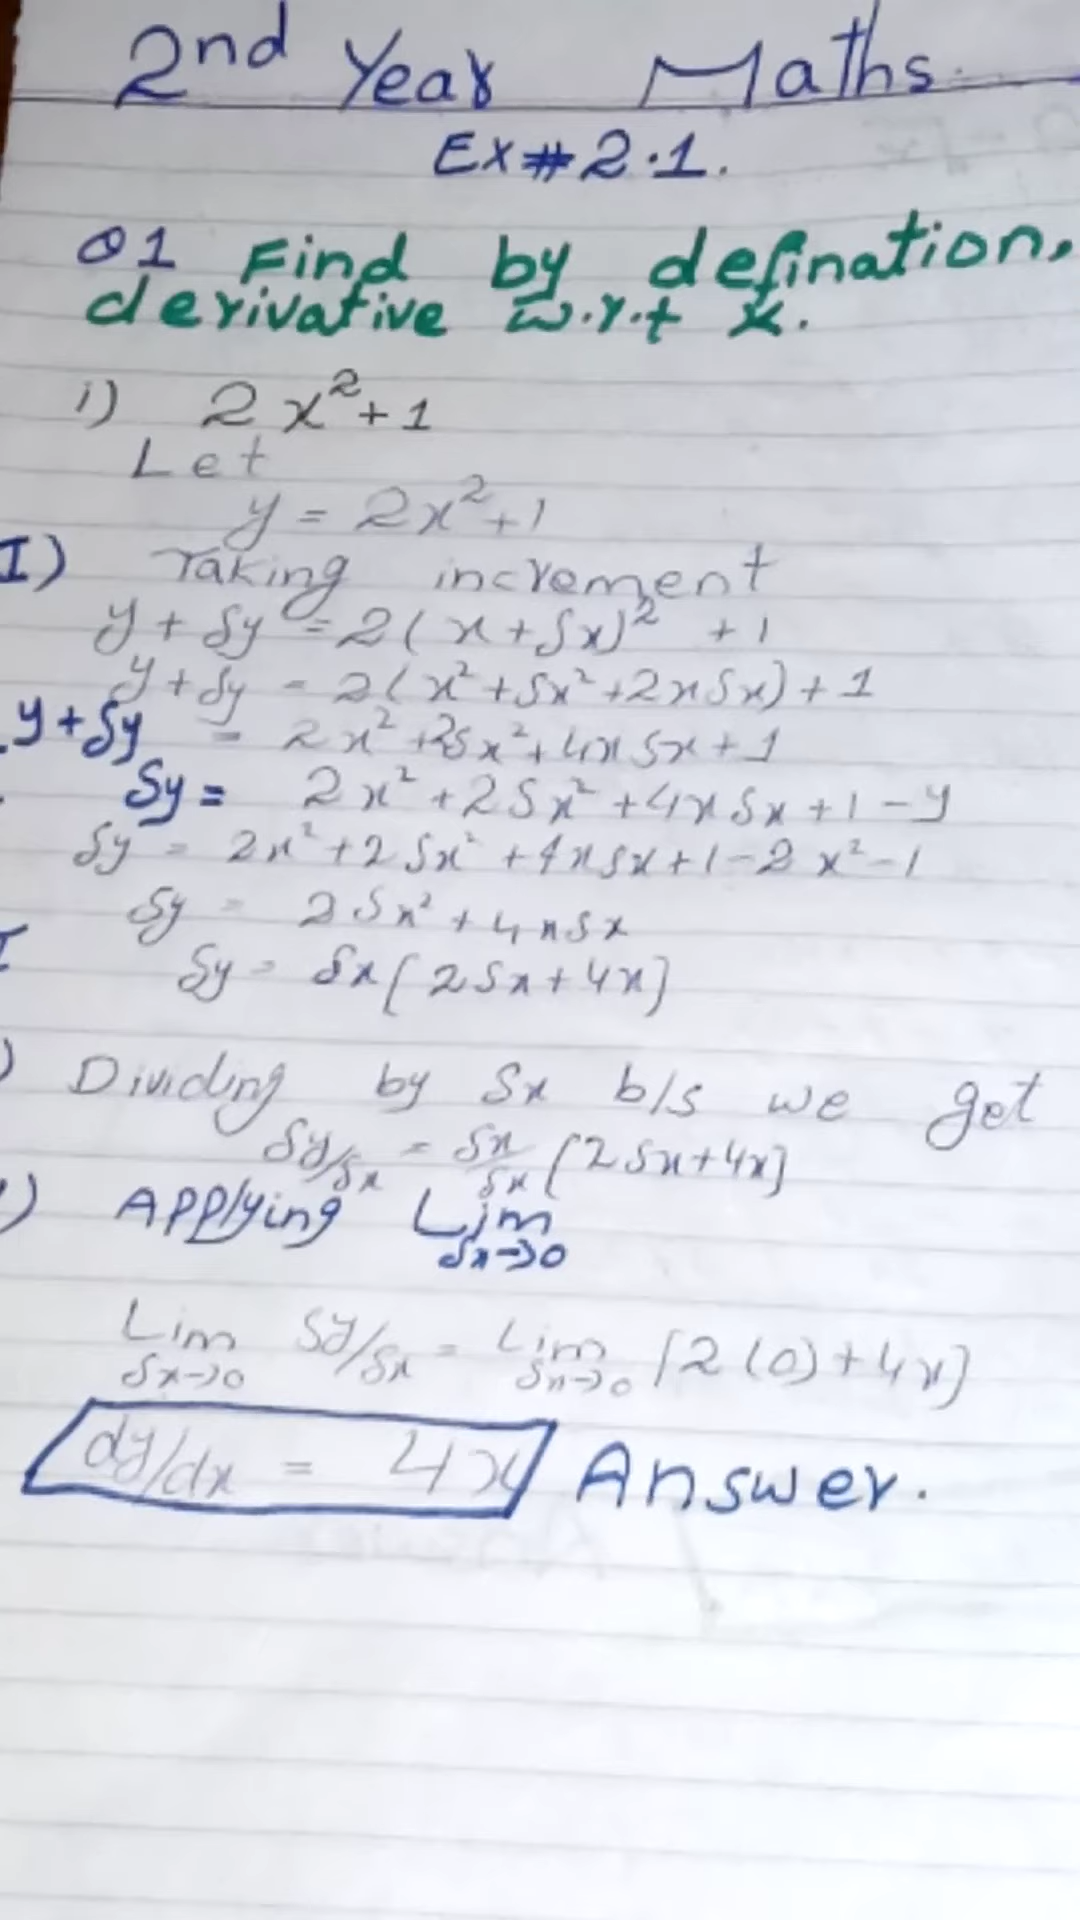 2nd Year Maths.
EX#2.1.
Q1 Find by defination,
derivative w.r.t x.
i) 2x²+1
Let
y = 2x²+1
I) Taking increment
y + δy = 2(x+δx)² + 1
y + δy = 2(x²+δx²+2xδx)+1
y+δy = 2x²+2δx²+4xδx+1
δy = 2x²+2δx²+4xδx+1-y
δy = 2x²+2δx²+4xδx+1-2x²-1
δy = 2δx²+4xδx
δy = δx[2δx+4x]
) Dividing by δx b/s we get
δy/δx = δx/δx [2δx+4x]
) Applying Lim δx→0
Lim δx→0 δy/δx = Lim δx→0 [2(0)+4x]
dy/dx = 4x Answer.